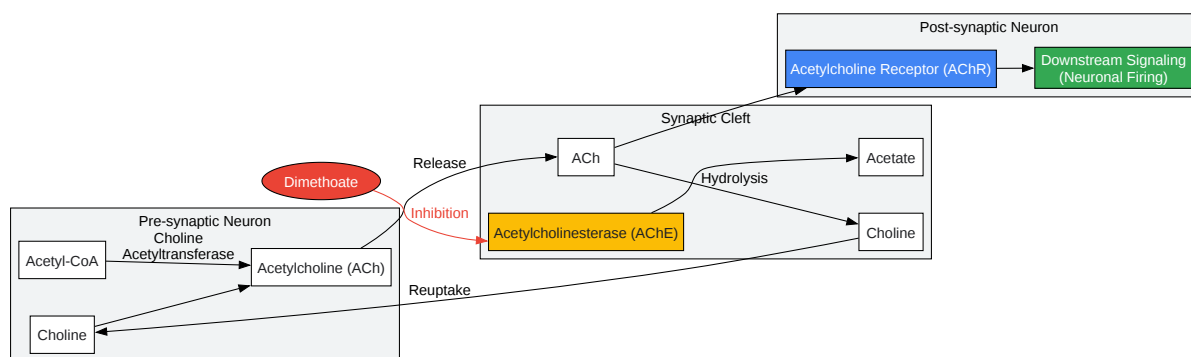 Post-synaptic Neuron
Acetylcholine Receptor (AChR)
Downstream Signaling
(Neuronal Firing)
Synaptic Cleft
ACh
Acetate
Release
Hydrolysis
Dimethoate
Inhibition
Acetylcholinesterase (AChE)
Choline
Pre-synaptic Neuron
Choline
Acetyltransferase
Acetyl-CoA
Acetylcholine (ACh)
Reuptake
Choline